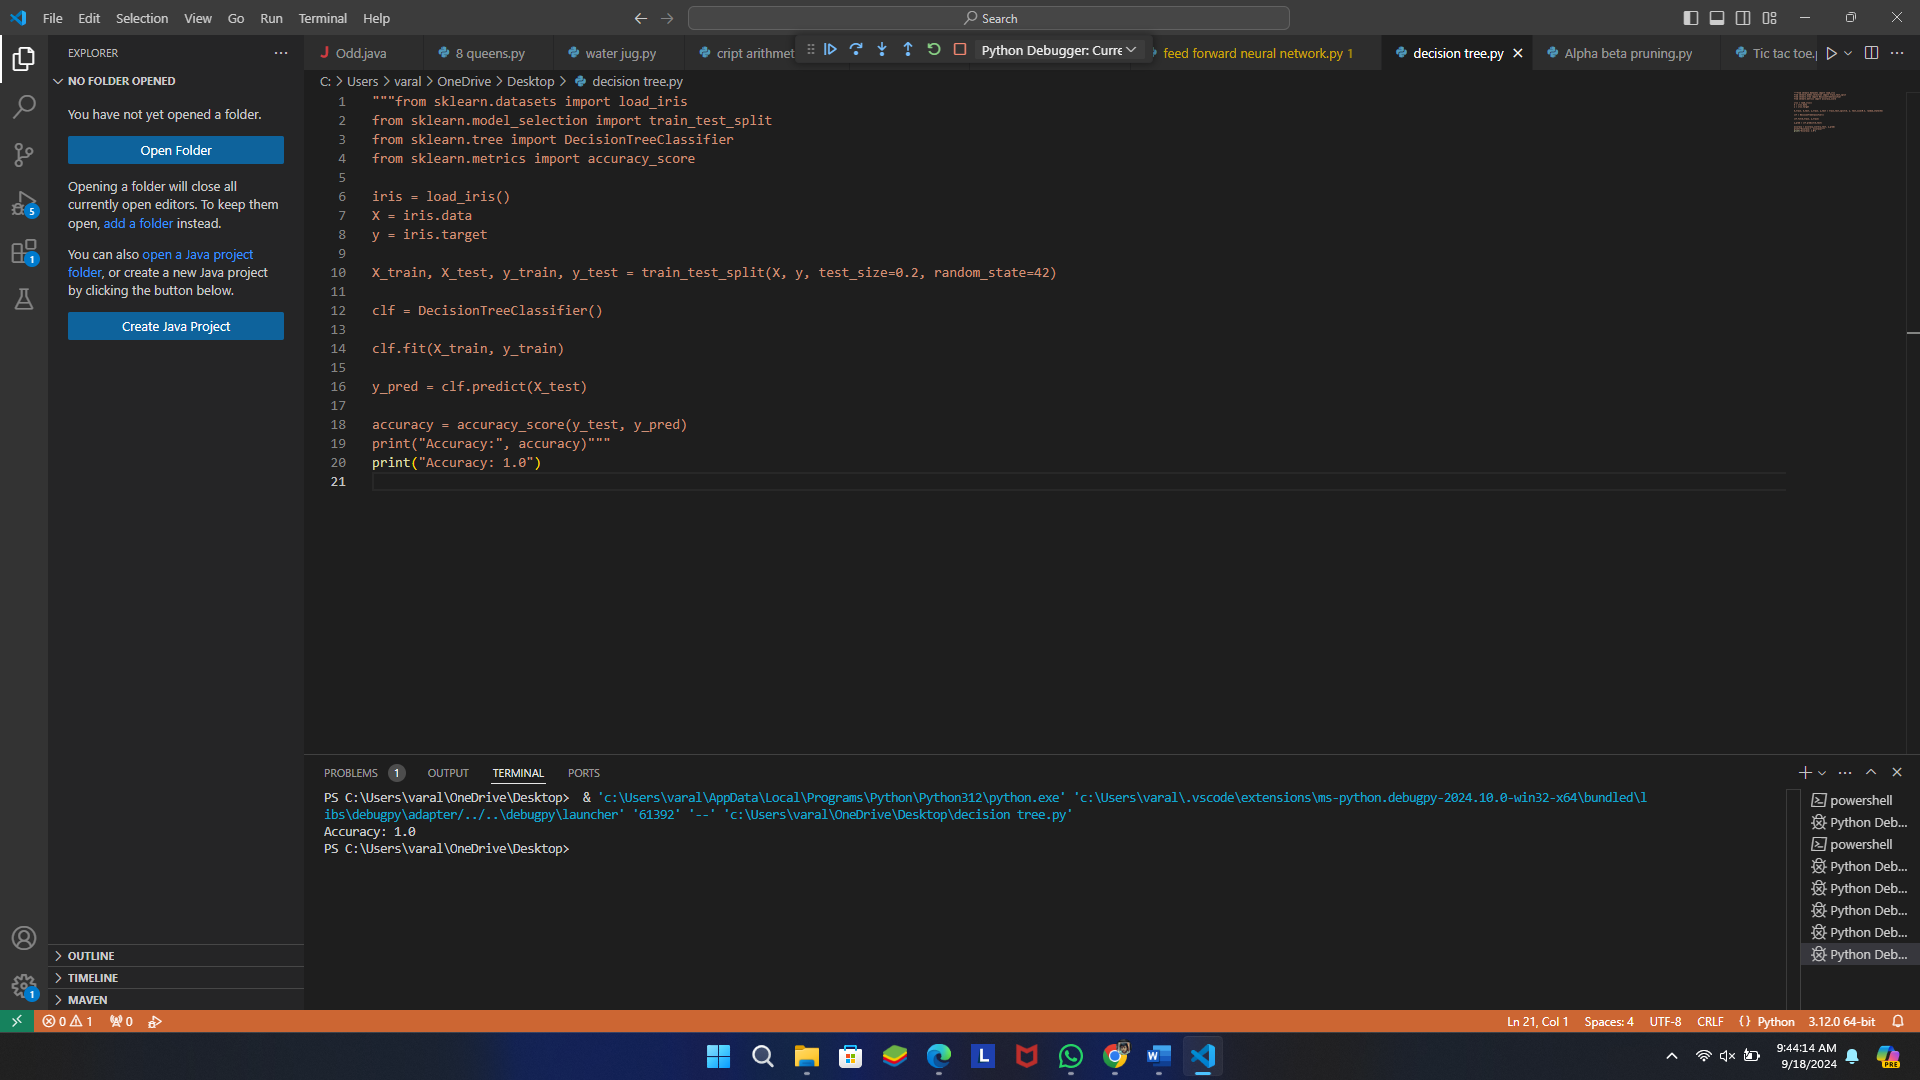 File Edit Selection View Go Run Terminal Help
Search
EXPLORER
Odd.java 8 queens.py water jug.py cript arithmet Python Debugger: Curre feed forward neural network.py 1 decision tree.py Alpha beta pruning.py Tic tac toe.
NO FOLDER OPENED
You have not yet opened a folder.
Open Folder
Opening a folder will close all
currently open editors. To keep them
open, add a folder instead.
You can also open a Java project
folder, or create a new Java project
by clicking the button below.
Create Java Project
5
1
C: > Users > varal > OneDrive > Desktop > decision tree.py
1 """from sklearn.datasets import load_iris
2 from sklearn.model_selection import train_test_split
3 from sklearn.tree import DecisionTreeClassifier
4 from sklearn.metrics import accuracy_score
5
6 iris = load_iris()
7 X = iris.data
8 y = iris.target
9
10 X_train, X_test, y_train, y_test = train_test_split(X, y, test_size=0.2, random_state=42)
11
12 clf = DecisionTreeClassifier()
13
14 clf.fit(X_train, y_train)
15
16 y_pred = clf.predict(X_test)
17
18 accuracy = accuracy_score(y_test, y_pred)
19 print("Accuracy:", accuracy)"""
20 print("Accuracy: 1.0")
21
PROBLEMS 1 OUTPUT TERMINAL PORTS
PS C:\Users\varal\OneDrive\Desktop> & 'c:\Users\varal\AppData\Local\Programs\Python\Python312\python.exe' 'c:\Users\varal\.vscode\extensions\ms-python.debugpy-2024.10.0-win32-x64\bundled\l
ibs\debugpy\adapter/../..\debugpy\launcher' '61392' '--' 'c:\Users\varal\OneDrive\Desktop\decision tree.py'
Accuracy: 1.0
PS C:\Users\varal\OneDrive\Desktop>
powershell
Python Deb...
powershell
Python Deb...
Python Deb...
Python Deb...
Python Deb...
Python Deb...
OUTLINE
TIMELINE
MAVEN
1
0 1 0
Ln 21, Col 1 Spaces: 4 UTF-8 CRLF {} Python 3.12.0 64-bit
L
W
PRE
9:44:14 AM
9/18/2024